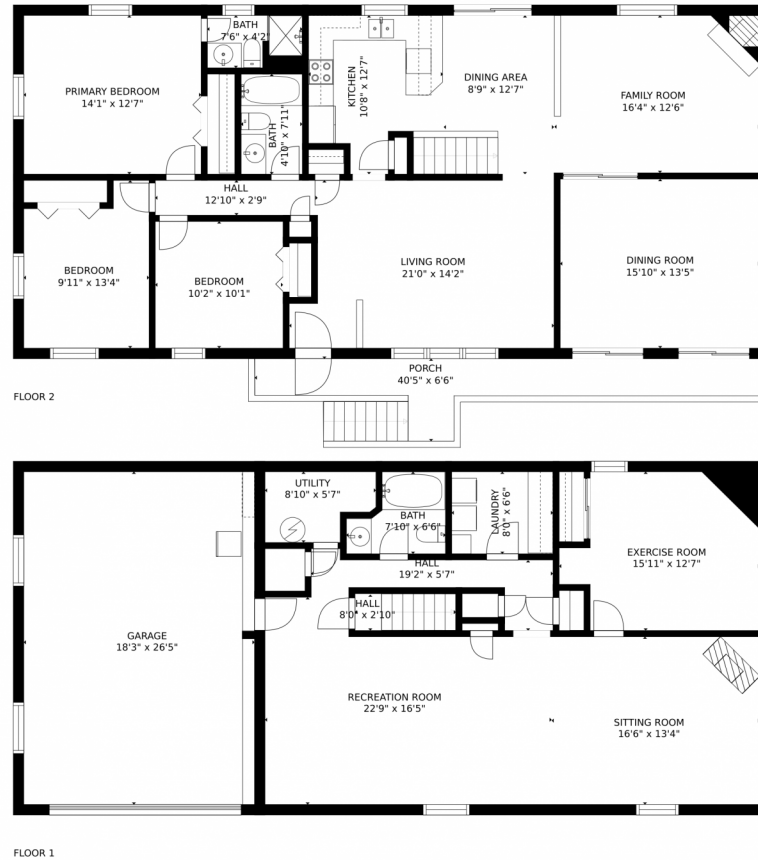 BATH
7'6" x 4'2"
PRIMARY BEDROOM
14'1" x 12'7"
KITCHEN
10'8" x 12'7"
DINING AREA
8'9" x 12'7"
FAMILY ROOM
16'4" x 12'6"
BATH
4'10" x 7'11"
HALL
12'10" x 2'9"
BEDROOM
9'11" x 13'4"
BEDROOM
10'2" x 10'1"
LIVING ROOM
21'0" x 14'2"
DINING ROOM
15'10" x 13'5"
PORCH
40'5" x 6'6"
FLOOR 2
UTILITY
8'10" x 5'7"
BATH
7'10" x 6'6"
LAUNDRY
8'0" x 6'6"
EXERCISE ROOM
15'11" x 12'7"
HALL
19'2" x 5'7"
HALL
8'0" x 2'10"
GARAGE
18'3" x 26'5"
RECREATION ROOM
22'9" x 16'5"
SITTING ROOM
16'6" x 13'4"
FLOOR 1